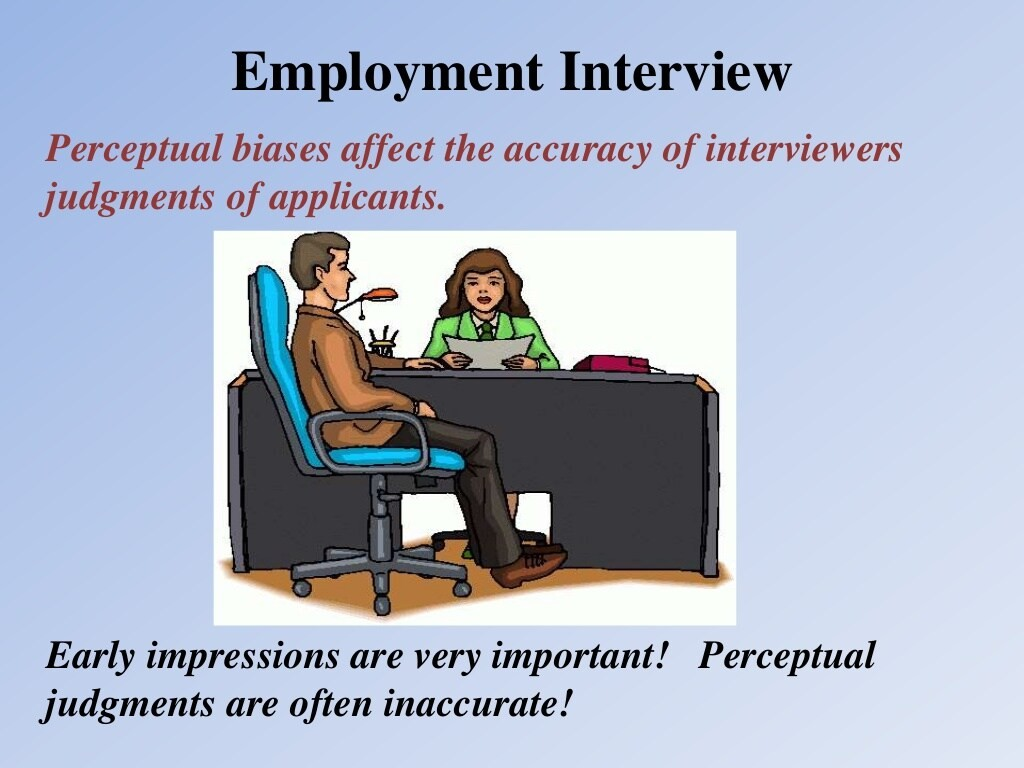 Employment Interview
Perceptual biases affect the accuracy of interviewers
judgments of applicants.
Early impressions are very important!   Perceptual
judgments are often inaccurate!